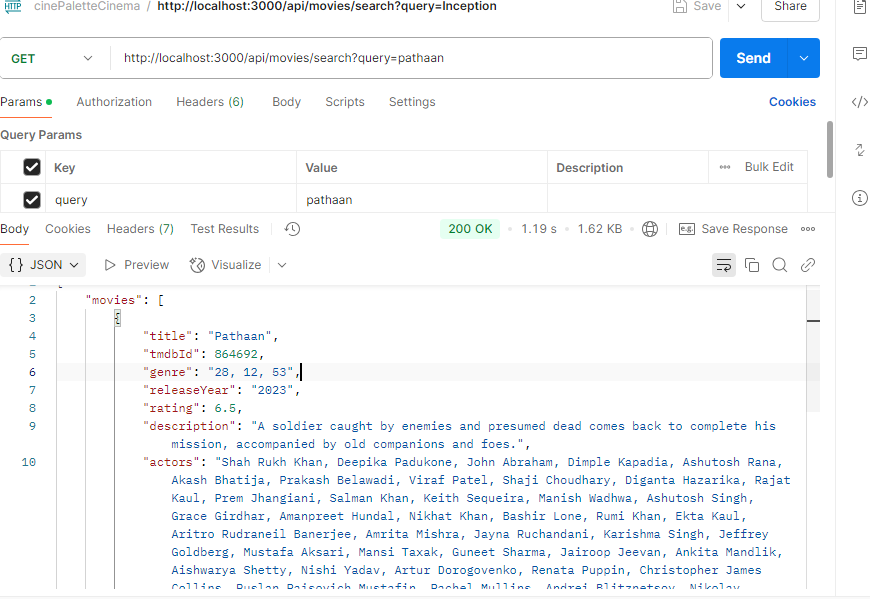 HTTP cinePaletteCinema / http://localhost:3000/api/movies/search?query=Inception Save Share
GET http://localhost:3000/api/movies/search?query=pathaan Send
Params Authorization Headers (6) Body Scripts Settings Cookies
Query Params
Key Value Description Bulk Edit
query pathaan
Body Cookies Headers (7) Test Results 200 OK • 1.19 s • 1.62 KB • e.g. Save Response
{} JSON Preview Visualize
2 "movies": [
3 {
4 "title": "Pathaan",
5 "tmdbId": 864692,
6 "genre": "28, 12, 53",
7 "releaseYear": "2023",
8 "rating": 6.5,
9 "description": "A soldier caught by enemies and presumed dead comes back to complete his
mission, accompanied by old companions and foes.",
10 "actors": "Shah Rukh Khan, Deepika Padukone, John Abraham, Dimple Kapadia, Ashutosh Rana,
Akash Bhatija, Prakash Belawadi, Viraf Patel, Shaji Choudhary, Diganta Hazarika, Rajat
Kaul, Prem Jhangiani, Salman Khan, Keith Sequeira, Manish Wadhwa, Ashutosh Singh,
Grace Girdhar, Amanpreet Hundal, Nikhat Khan, Bashir Lone, Rumi Khan, Ekta Kaul,
Aritro Rudraneil Banerjee, Amrita Mishra, Jayna Ruchandani, Karishma Singh, Jeffrey
Goldberg, Mustafa Aksari, Mansi Taxak, Guneet Sharma, Jairoop Jeevan, Ankita Mandlik,
Aishwarya Shetty, Nishi Yadav, Artur Dorogovenko, Renata Puppin, Christopher James
Collins, Ruslan Raisovich Mustafin, Rachel Mullins, Andrei Blitznetsov, Nikolay